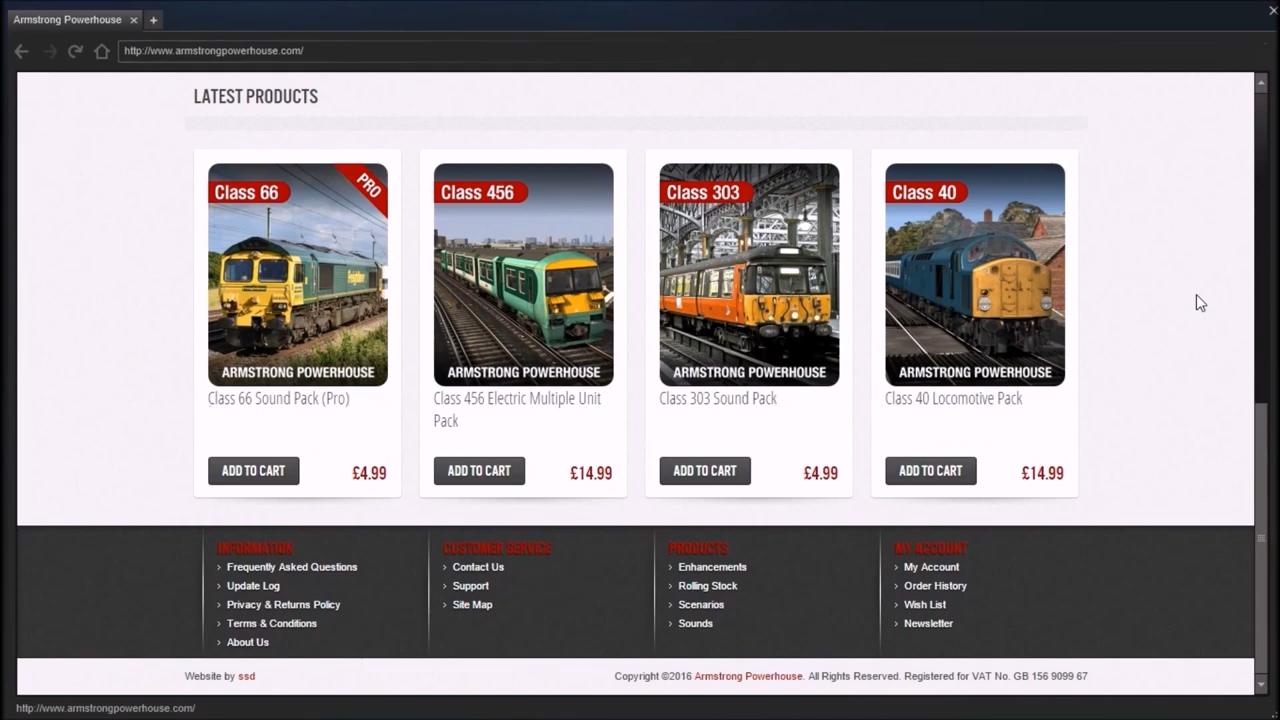 Armstrong Powerhouse
http://www.armstrongpowerhouse.com/
LATEST PRODUCTS
Class 66
PRO
Freightliner
ARMSTRONG POWERHOUSE
Class 66 Sound Pack (Pro)
ADD TO CART £4.99
Class 456
ARMSTRONG POWERHOUSE
Class 456 Electric Multiple Unit
Pack
ADD TO CART £14.99
Class 303
ARMSTRONG POWERHOUSE
Class 303 Sound Pack
ADD TO CART £4.99
Class 40
ARMSTRONG POWERHOUSE
Class 40 Locomotive Pack
ADD TO CART £14.99
INFORMATION
Frequently Asked Questions
Update Log
Privacy & Returns Policy
Terms & Conditions
About Us
CUSTOMER SERVICE
Contact Us
Support
Site Map
PRODUCTS
Enhancements
Rolling Stock
Scenarios
Sounds
MY ACCOUNT
My Account
Order History
Wish List
Newsletter
Website by ssd
Copyright ©2016 Armstrong Powerhouse. All Rights Reserved. Registered for VAT No. GB 156 9099 67
http://www.armstrongpowerhouse.com/